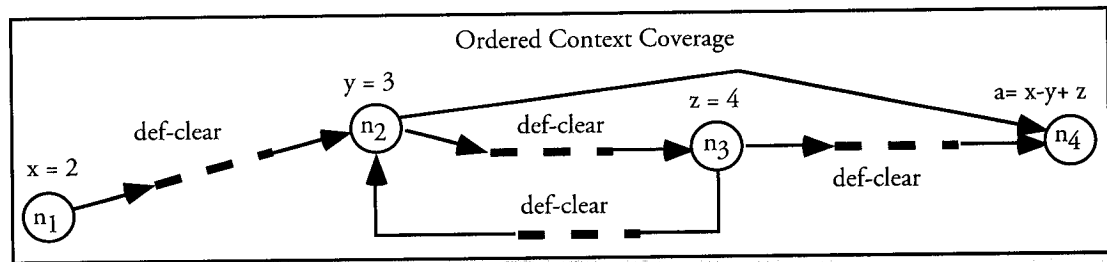 Ordered Context Coverage
y = 3
z = 4
a= x-y+ z
def-clear
n2
def-clear
n3
n4
x = 2
def-clear
n1
def-clear